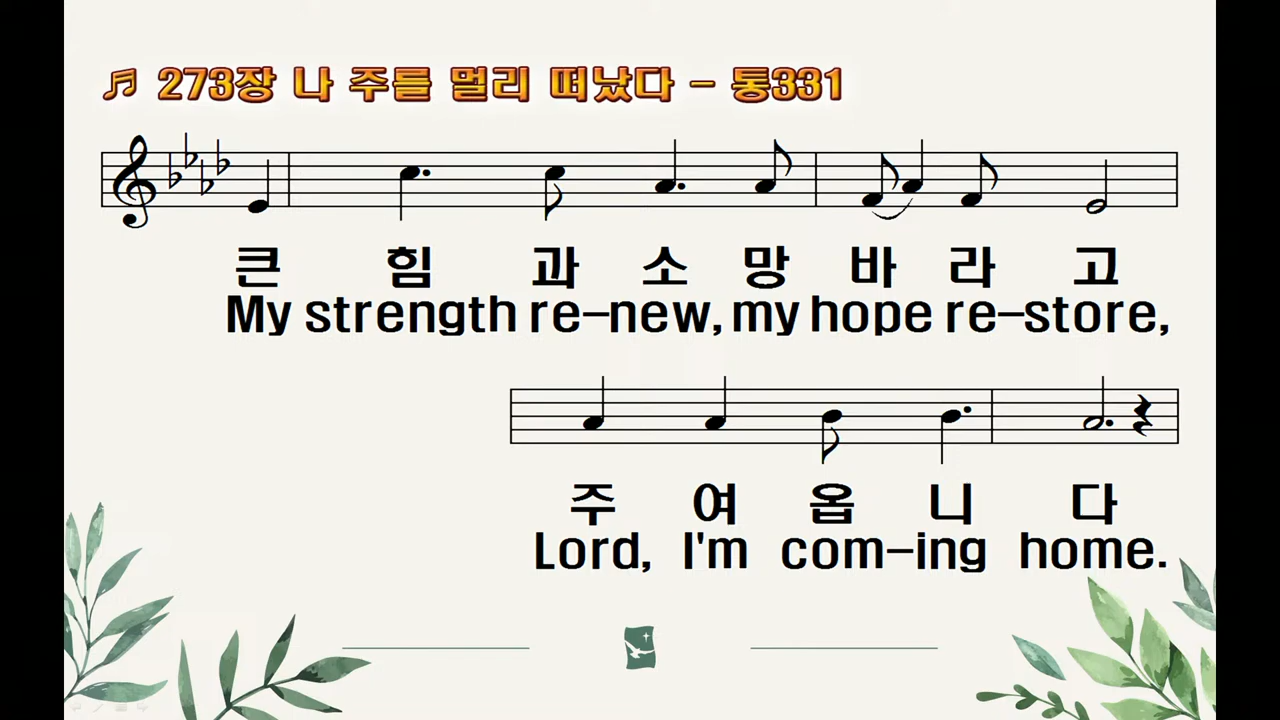 ♬ 273장 나 주를 멀리 떠났다 - 통331
큰 힘 과 소 망 바 라 고
My strength re-new, my hope re-store,
주 여 옵 니 다
Lord, I'm com-ing home.